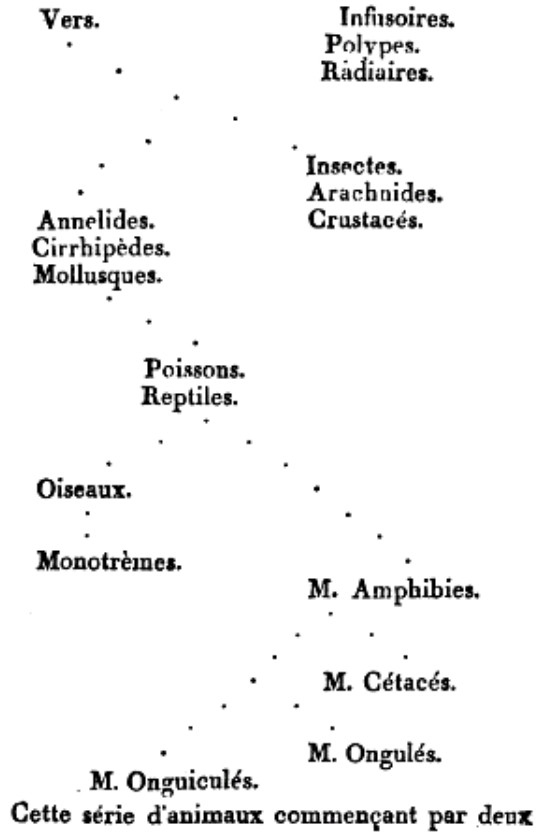 Vers.
Infusoires.
Polypes.
Radiaires.
Insectes.
Arachnides.
Crustacés.
Annelides.
Cirrhipèdes.
Mollusques.
Poissons.
Reptiles.
Oiseaux.
Monotrèmes.
M. Amphibies.
M. Cétacés.
M. Ongulés.
M. Onguiculés.
Cette série d'animaux commençant par deux